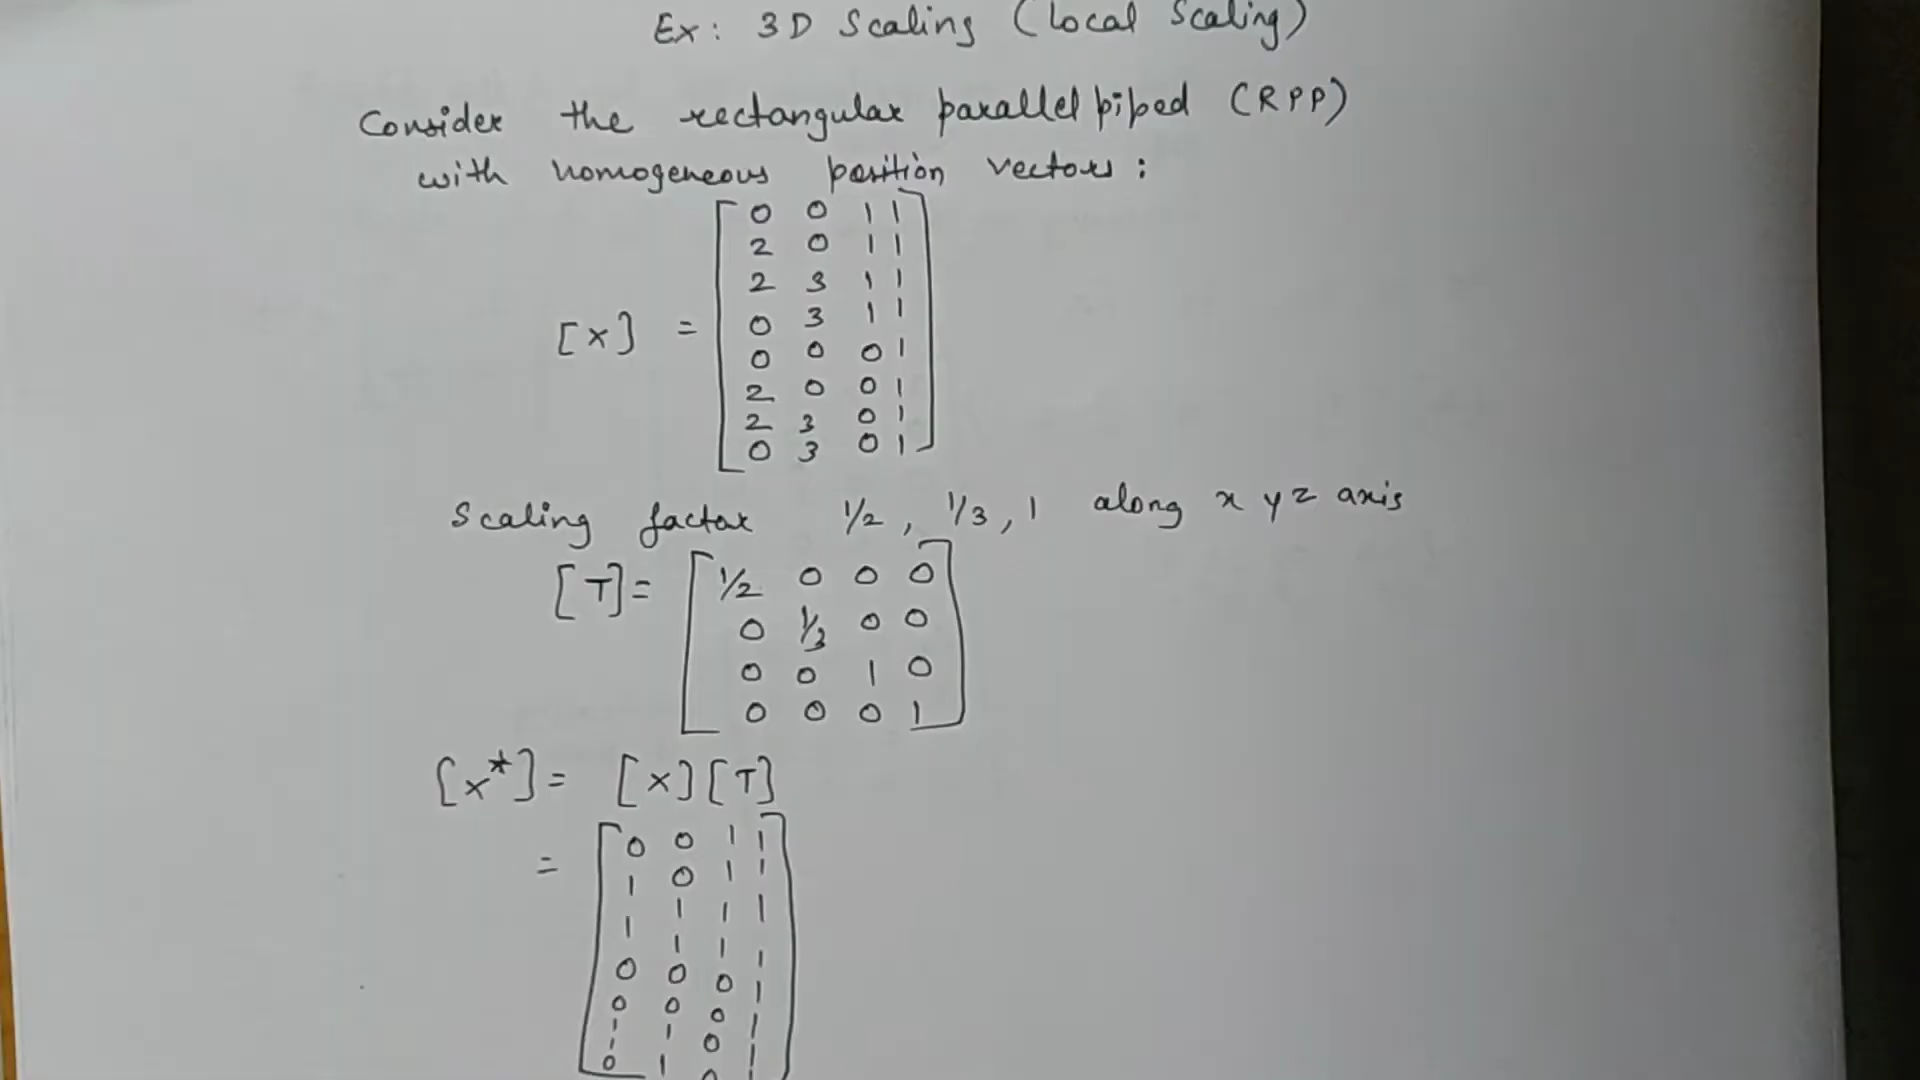 Ex: 3D Scaling (Local Scaling)
Consider the rectangular parallelpiped (RPP)
with homogeneous position vectors:
[X] =
0 0 1 1
2 0 1 1
2 3 1 1
0 3 1 1
0 0 0 1
2 0 0 1
2 3 0 1
0 3 0 1
Scaling factor 1/2, 1/3, 1 along x y z axis
[T] =
1/2 0 0 0
0 1/3 0 0
0 0 1 0
0 0 0 1
[X*] = [X][T]
=
0 0 1 1
1 0 1 1
1 1 1 1
0 1 1 1
0 0 0 1
1 0 0 1
1 1 0 1
0 1 0 1